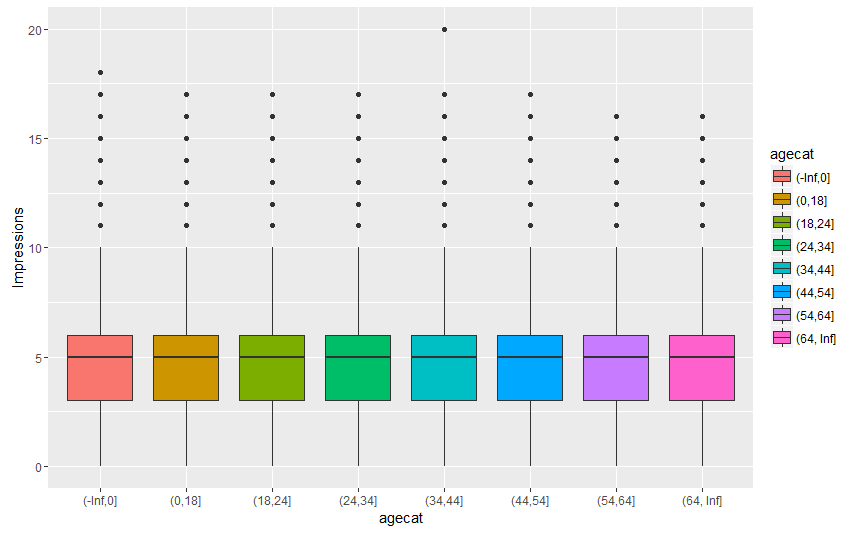 20
15
10
5
0
Impressions
(-Inf,0]
(0,18]
(18,24]
(24,34]
(34,44]
(44,54]
(54,64]
(64, Inf]
agecat
agecat
(-Inf,0]
(0,18]
(18,24]
(24,34]
(34,44]
(44,54]
(54,64]
(64, Inf]